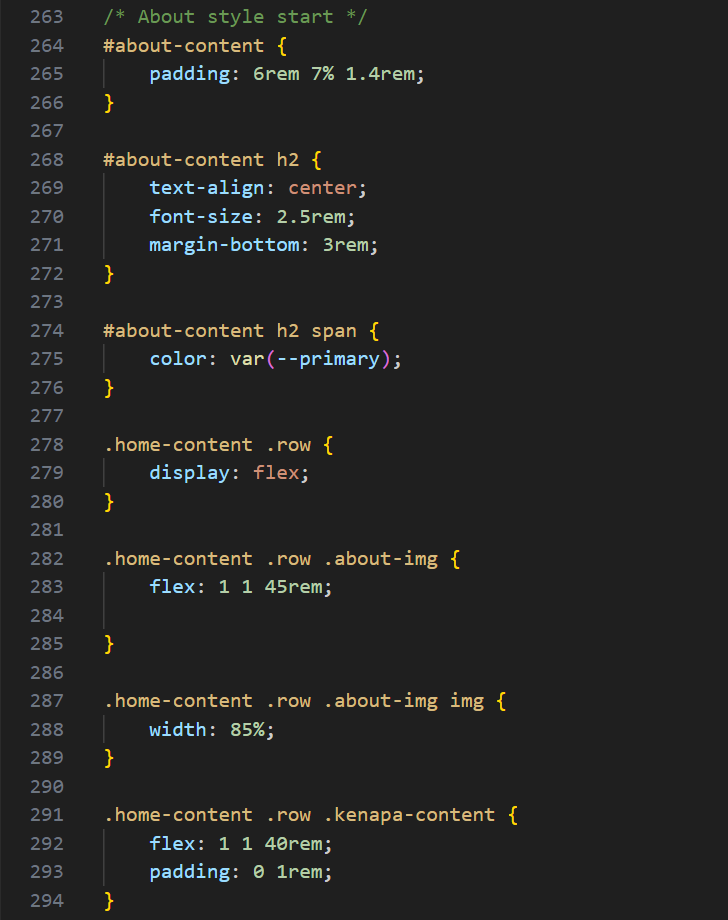 263 /* About style start */
264 #about-content {
265     padding: 6rem 7% 1.4rem;
266 }
267
268 #about-content h2 {
269     text-align: center;
270     font-size: 2.5rem;
271     margin-bottom: 3rem;
272 }
273
274 #about-content h2 span {
275     color: var(--primary);
276 }
277
278 .home-content .row {
279     display: flex;
280 }
281
282 .home-content .row .about-img {
283     flex: 1 1 45rem;
284
285 }
286
287 .home-content .row .about-img img {
288     width: 85%;
289 }
290
291 .home-content .row .kenapa-content {
292     flex: 1 1 40rem;
293     padding: 0 1rem;
294 }